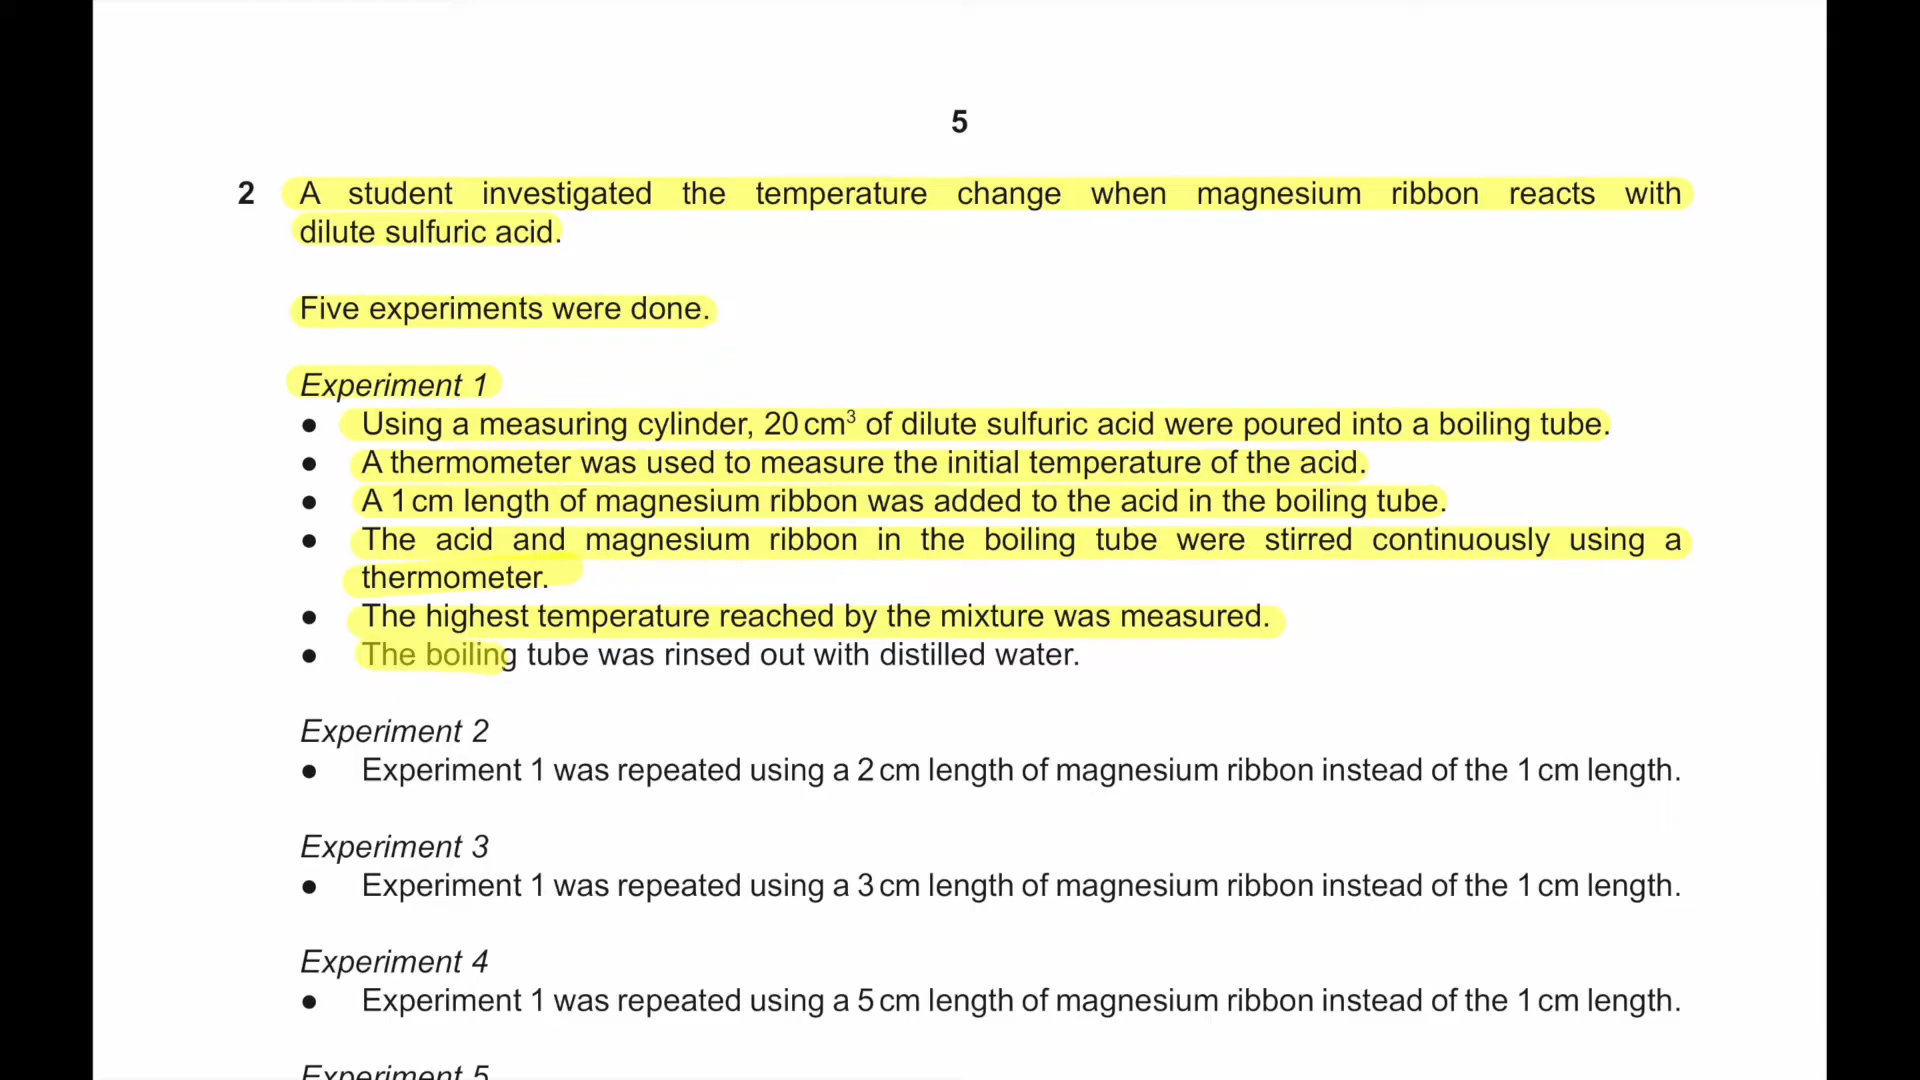 5
2 A student investigated the temperature change when magnesium ribbon reacts with
dilute sulfuric acid.
Five experiments were done.
Experiment 1
● Using a measuring cylinder, 20 cm³ of dilute sulfuric acid were poured into a boiling tube.
● A thermometer was used to measure the initial temperature of the acid.
● A 1 cm length of magnesium ribbon was added to the acid in the boiling tube.
● The acid and magnesium ribbon in the boiling tube were stirred continuously using a
thermometer.
● The highest temperature reached by the mixture was measured.
● The boiling tube was rinsed out with distilled water.
Experiment 2
● Experiment 1 was repeated using a 2 cm length of magnesium ribbon instead of the 1 cm length.
Experiment 3
● Experiment 1 was repeated using a 3 cm length of magnesium ribbon instead of the 1 cm length.
Experiment 4
● Experiment 1 was repeated using a 5 cm length of magnesium ribbon instead of the 1 cm length.
Experiment 5